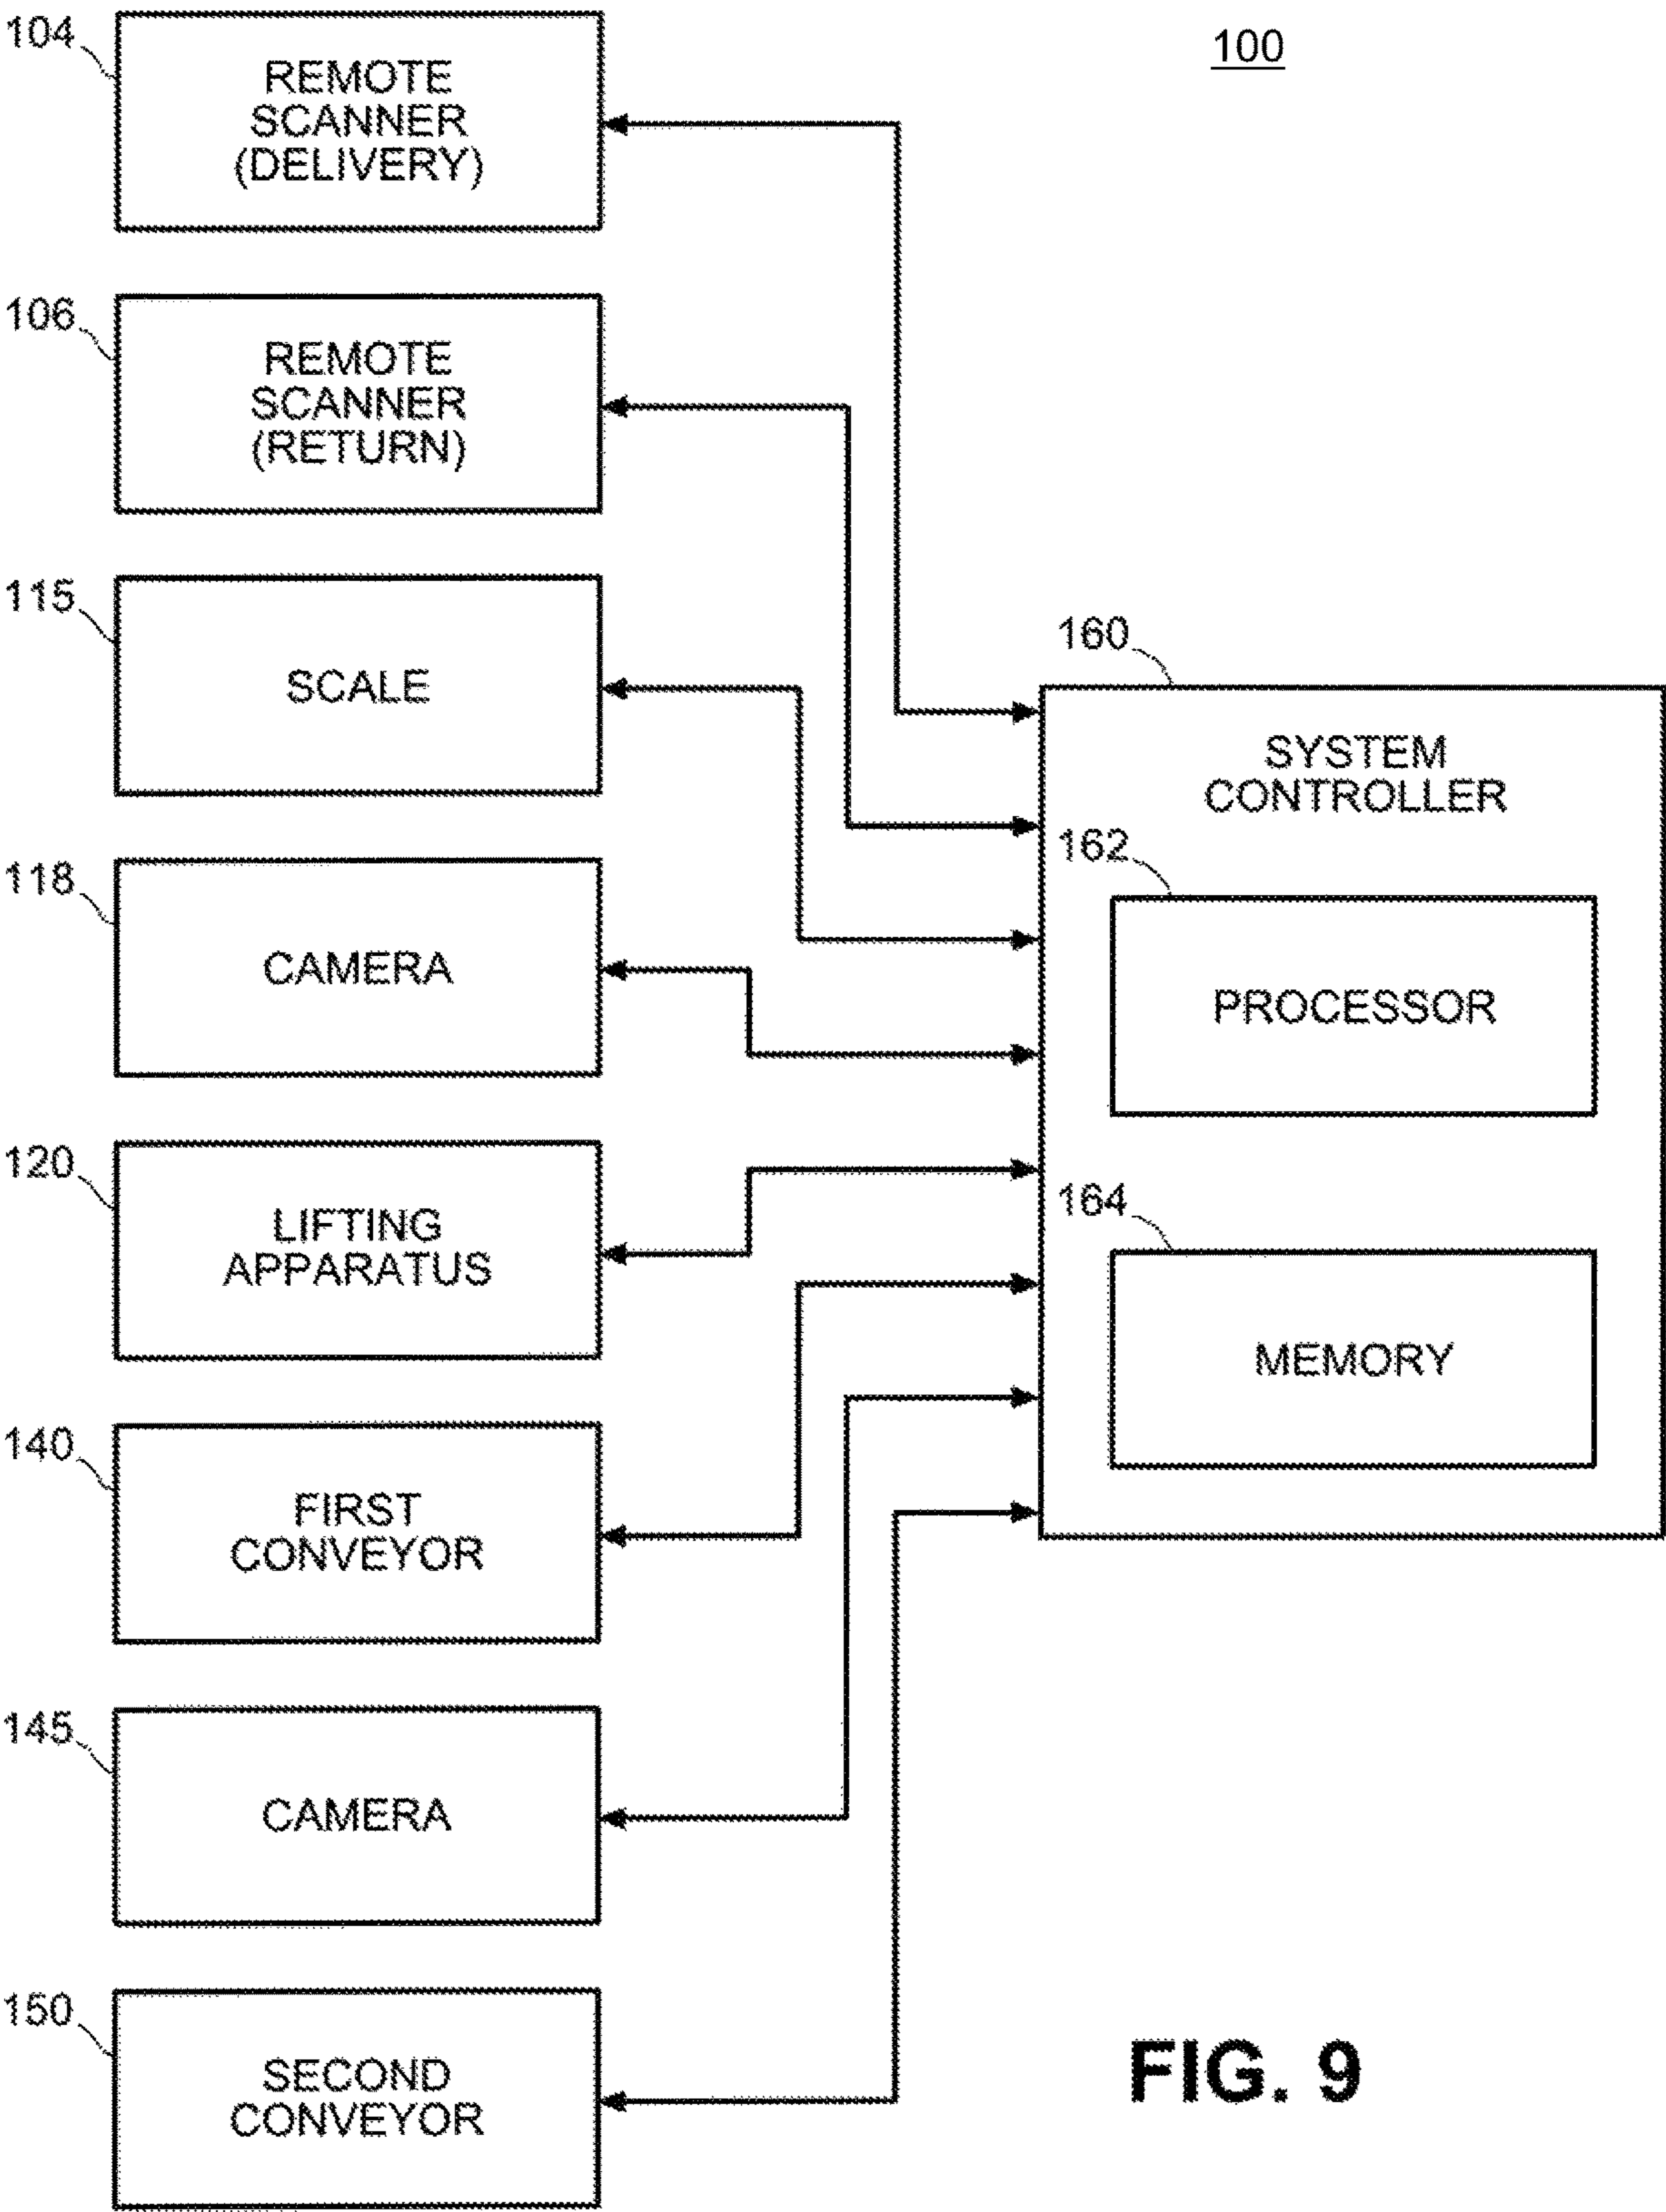 100
104
REMOTE
SCANNER
(DELIVERY)
106
REMOTE
SCANNER
(RETURN)
115
SCALE
118
CAMERA
120
LIFTING
APPARATUS
140
FIRST
CONVEYOR
145
CAMERA
150
SECOND
CONVEYOR
160
SYSTEM
CONTROLLER
162
PROCESSOR
164
MEMORY
FIG. 9